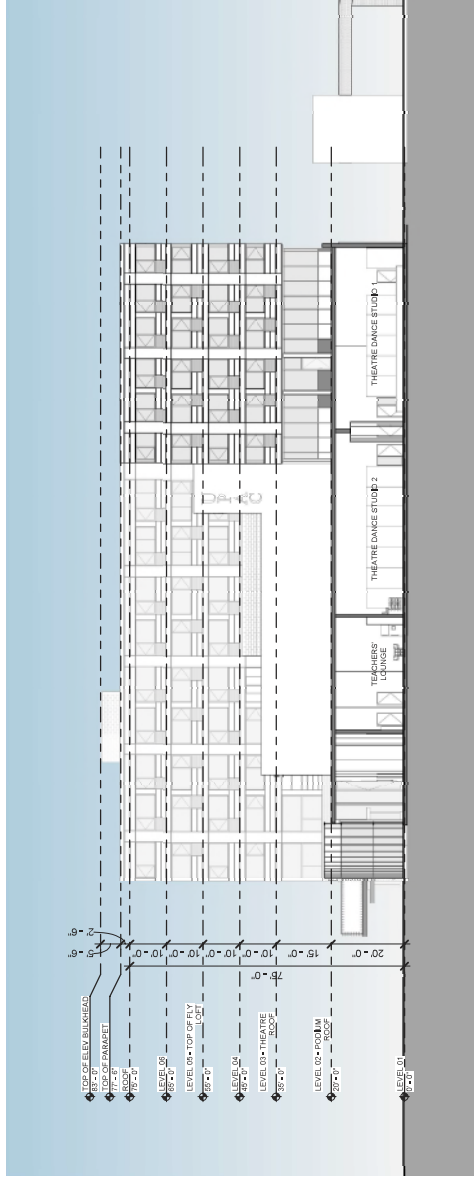 TOP OF ELEV BULKHEAD
83' - 0"
TOP OF PARAPET
77' - 6"
ROOF
75' - 0"
LEVEL 06
65' - 0"
LEVEL 05 - TOP OF FLY
LOFT
55' - 0"
LEVEL 04
45' - 0"
LEVEL 03 - THEATRE
ROOF
35' - 0"
LEVEL 02 - PODIUM
ROOF
20' - 0"
LEVEL 01
0' - 0"
5' - 6"
2' - 6"
10' - 0"
10' - 0"
10' - 0"
10' - 0"
15' - 0"
20' - 0"
75' - 0"
TEACHERS'
LOUNGE
THEATRE DANCE STUDIO 2
THEATRE DANCE STUDIO 1